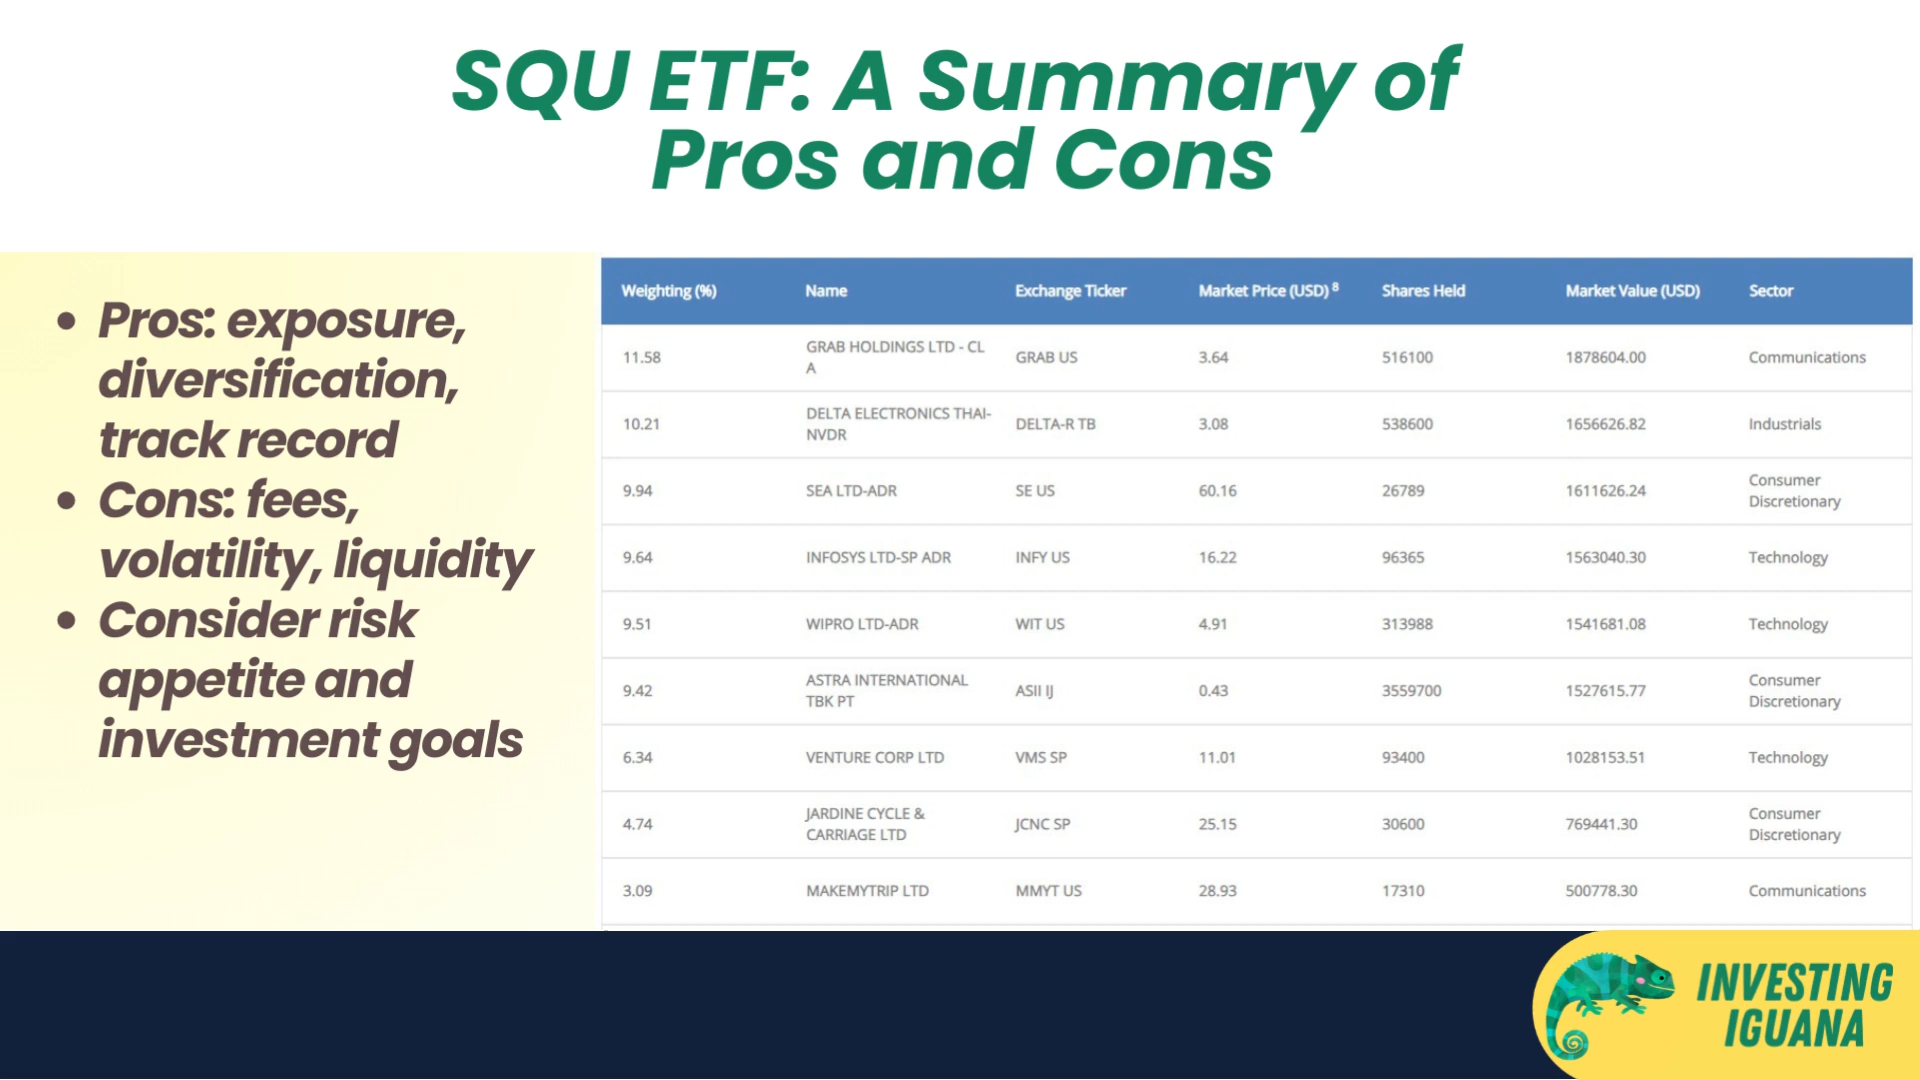 SQU ETF: A Summary of
Pros and Cons
• Pros: exposure,
diversification,
track record
• Cons: fees,
volatility, liquidity
• Consider risk
appetite and
investment goals
Weighting (%) Name Exchange Ticker Market Price (USD) 8 Shares Held Market Value (USD) Sector
11.58 GRAB HOLDINGS LTD - CL A GRAB US 3.64 516100 1878604.00 Communications
10.21 DELTA ELECTRONICS THAI-NVDR DELTA-R TB 3.08 538600 1656626.82 Industrials
9.94 SEA LTD-ADR SE US 60.16 26789 1611626.24 Consumer Discretionary
9.64 INFOSYS LTD-SP ADR INFY US 16.22 96365 1563040.30 Technology
9.51 WIPRO LTD-ADR WIT US 4.91 313988 1541681.08 Technology
9.42 ASTRA INTERNATIONAL TBK PT ASII IJ 0.43 3559700 1527615.77 Consumer Discretionary
6.34 VENTURE CORP LTD VMS SP 11.01 93400 1028153.51 Technology
4.74 JARDINE CYCLE & CARRIAGE LTD JCNC SP 25.15 30600 769441.30 Consumer Discretionary
3.09 MAKEMYTRIP LTD MMYT US 28.93 17310 500778.30 Communications
INVESTING
IGUANA